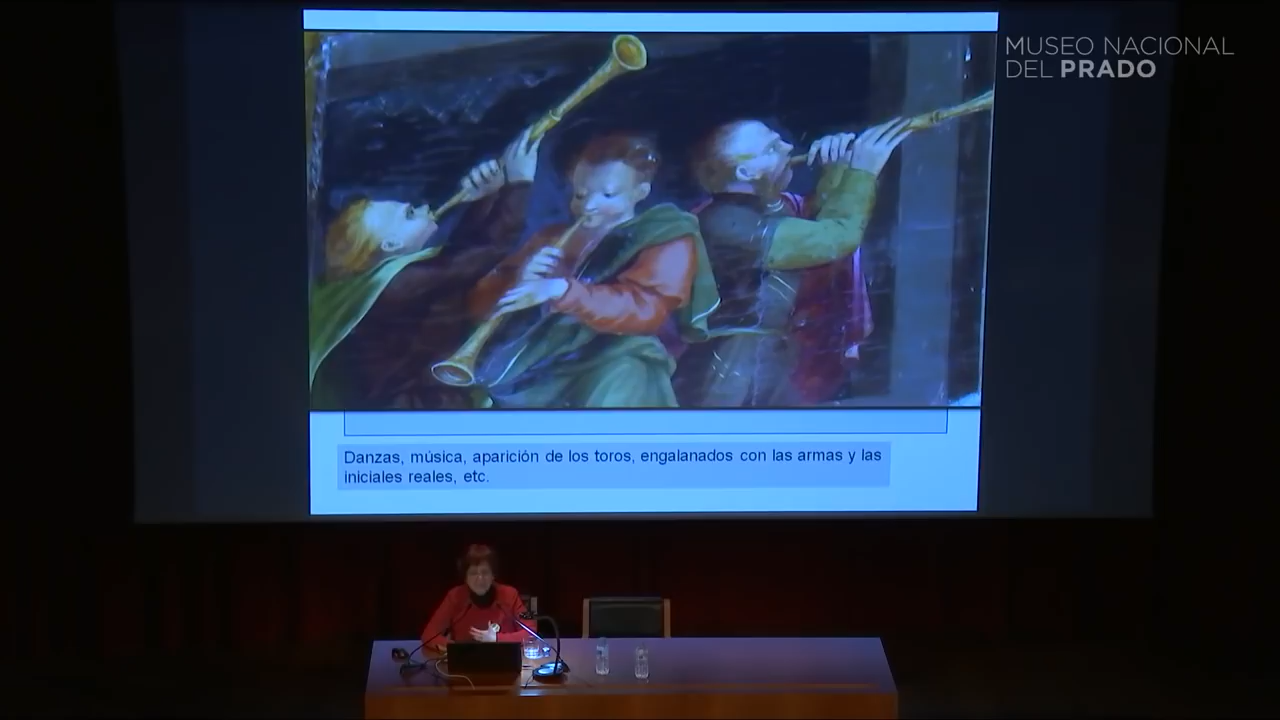 MUSEO NACIONAL
DEL PRADO
Danzas, música, aparición de los toros, engalanados con las armas y las
iniciales reales, etc.